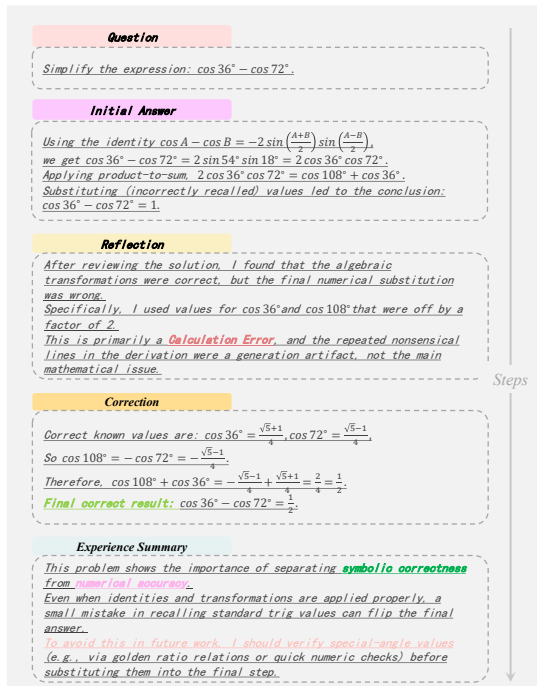 Question
Simplify the expression: cos 36° − cos 72°.
Initial Answer
Using the identity cos A − cos B = −2 sin (A+B/2) sin (A−B/2),
we get cos 36° − cos 72° = 2 sin 54° sin 18° = 2 cos 36° cos 72°.
Applying product-to-sum, 2 cos 36° cos 72° = cos 108° + cos 36°.
Substituting (incorrectly recalled) values led to the conclusion:
cos 36° − cos 72° = 1.
Reflection
After reviewing the solution, I found that the algebraic
transformations were correct, but the final numerical substitution
was wrong.
Specifically, I used values for cos 36°and cos 108°that were off by a
factor of 2.
This is primarily a Calculation Error, and the repeated nonsensical
lines in the derivation were a generation artifact, not the main
mathematical issue.
Steps
Correction
Correct known values are: cos 36° = √5+1/4, cos 72° = √5−1/4,
So cos 108° = − cos 72° = −√5−1/4.
Therefore, cos 108° + cos 36° = −√5−1/4 + √5+1/4 = 2/4 = 1/2.
Final correct result: cos 36° − cos 72° = 1/2.
Experience Summary
This problem shows the importance of separating symbolic correctness
from numerical accuracy.
Even when identities and transformations are applied properly, a
small mistake in recalling standard trig values can flip the final
answer.
To avoid this in future work, I should verify special-angle values
(e.g., via golden ratio relations or quick numeric checks) before
substituting them into the final step.